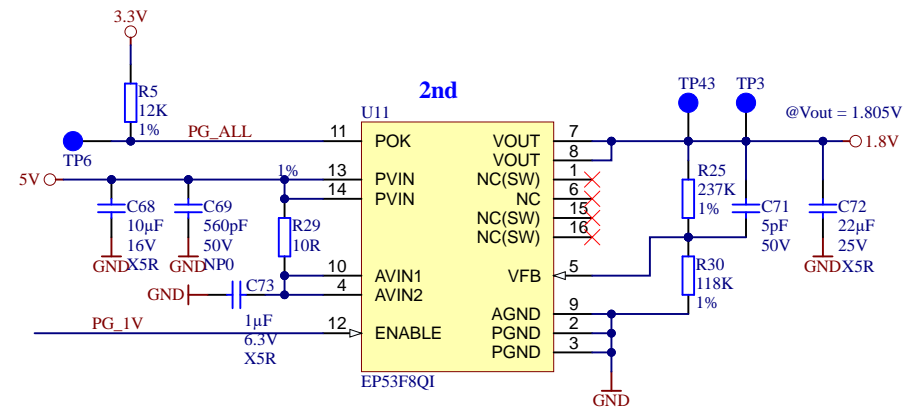 3.3V
R5
12K
1%
2nd
TP43
TP3
U11
@Vout = 1.805V
TP6
PG_ALL
11
POK
VOUT
7
1.8V
VOUT
8
5V
1%
13
PVIN
NC(SW)
1
14
PVIN
NC
6
R25
237K
1%
C68
10µF
16V
X5R
GND
C69
560pF
50V
NP0
GND
R29
10R
NC(SW)
15
NC(SW)
16
C71
5pF
50V
C72
22µF
25V
X5R
GND
10
AVIN1
VFB
5
GND
C73
1µF
6.3V
X5R
4
AVIN2
R30
118K
1%
AGND
9
PG_1V
12
ENABLE
PGND
2
PGND
3
EP53F8QI
GND